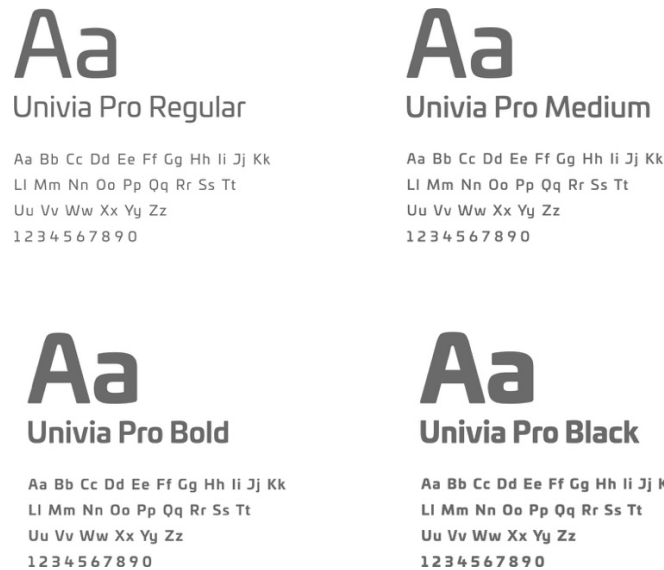 Aa
Univia Pro Regular
Aa Bb Cc Dd Ee Ff Gg Hh Ii Jj Kk
Ll Mm Nn Oo Pp Qq Rr Ss Tt
Uu Vv Ww Xx Yy Zz
1 2 3 4 5 6 7 8 9 0
Aa
Univia Pro Medium
Aa Bb Cc Dd Ee Ff Gg Hh Ii Jj Kk
Ll Mm Nn Oo Pp Qq Rr Ss Tt
Uu Vv Ww Xx Yy Zz
1 2 3 4 5 6 7 8 9 0
Aa
Univia Pro Bold
Aa Bb Cc Dd Ee Ff Gg Hh Ii Jj Kk
Ll Mm Nn Oo Pp Qq Rr Ss Tt
Uu Vv Ww Xx Yy Zz
1 2 3 4 5 6 7 8 9 0
Aa
Univia Pro Black
Aa Bb Cc Dd Ee Ff Gg Hh Ii Jj K
Ll Mm Nn Oo Pp Qq Rr Ss Tt
Uu Vv Ww Xx Yy Zz
1 2 3 4 5 6 7 8 9 0